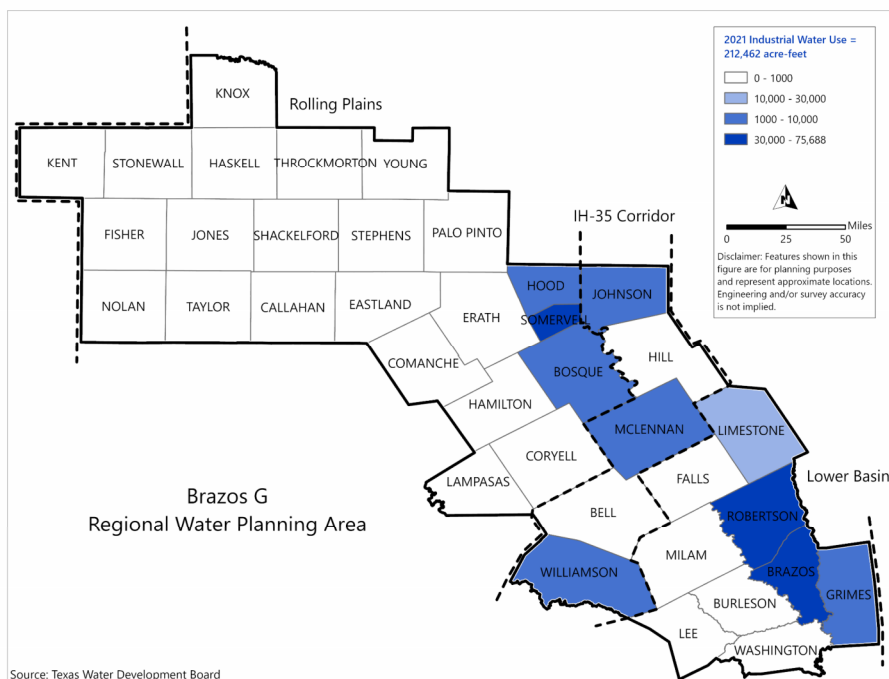 2021 Industrial Water Use =
212,462 acre-feet
0 - 1000
10,000 - 30,000
1000 - 10,000
30,000 - 75,688
N
Miles
0 25 50
Disclaimer: Features shown in this
figure are for planning purposes
and represent approximate locations.
Engineering and/or survey accuracy
is not implied.
KNOX
Rolling Plains
KENT STONEWALL HASKELL THROCKMORTON YOUNG
IH-35 Corridor
FISHER JONES SHACKELFORD STEPHENS PALO PINTO
HOOD JOHNSON
NOLAN TAYLOR CALLAHAN EASTLAND ERATH SOMERVELL
COMANCHE BOSQUE HILL
HAMILTON
MCLENNAN LIMESTONE
CORYELL
LAMPASAS FALLS Lower Basin
Brazos G
Regional Water Planning Area
BELL ROBERTSON
MILAM
WILLIAMSON BRAZOS
GRIMES
BURLESON
LEE
WASHINGTON
Source: Texas Water Development Board